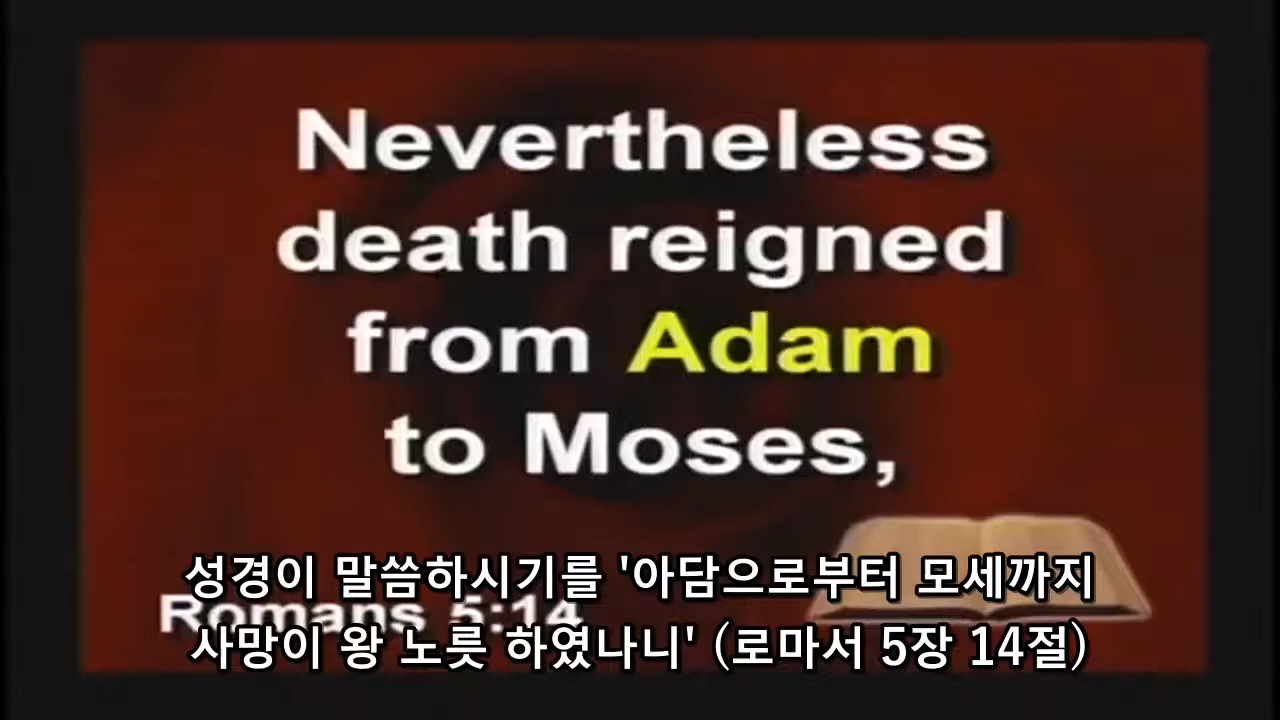 Nevertheless
death reigned
from Adam
to Moses,
성경이 말씀하시기를 '아담으로부터 모세까지
Romans 5:14
사망이 왕 노릇 하였나니' (로마서 5장 14절)